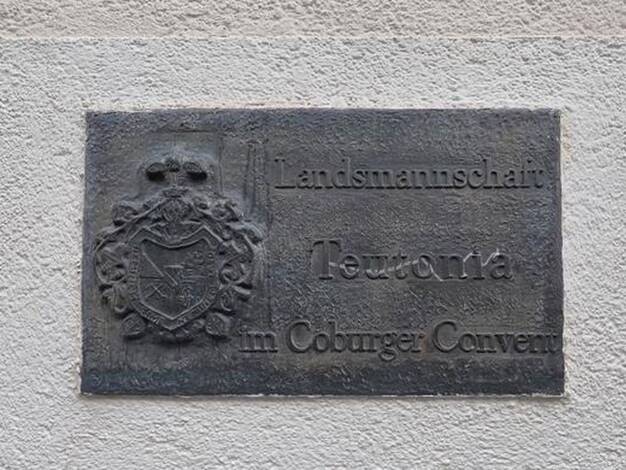 Landsmannschaft
Teutonia
im Coburger Convent